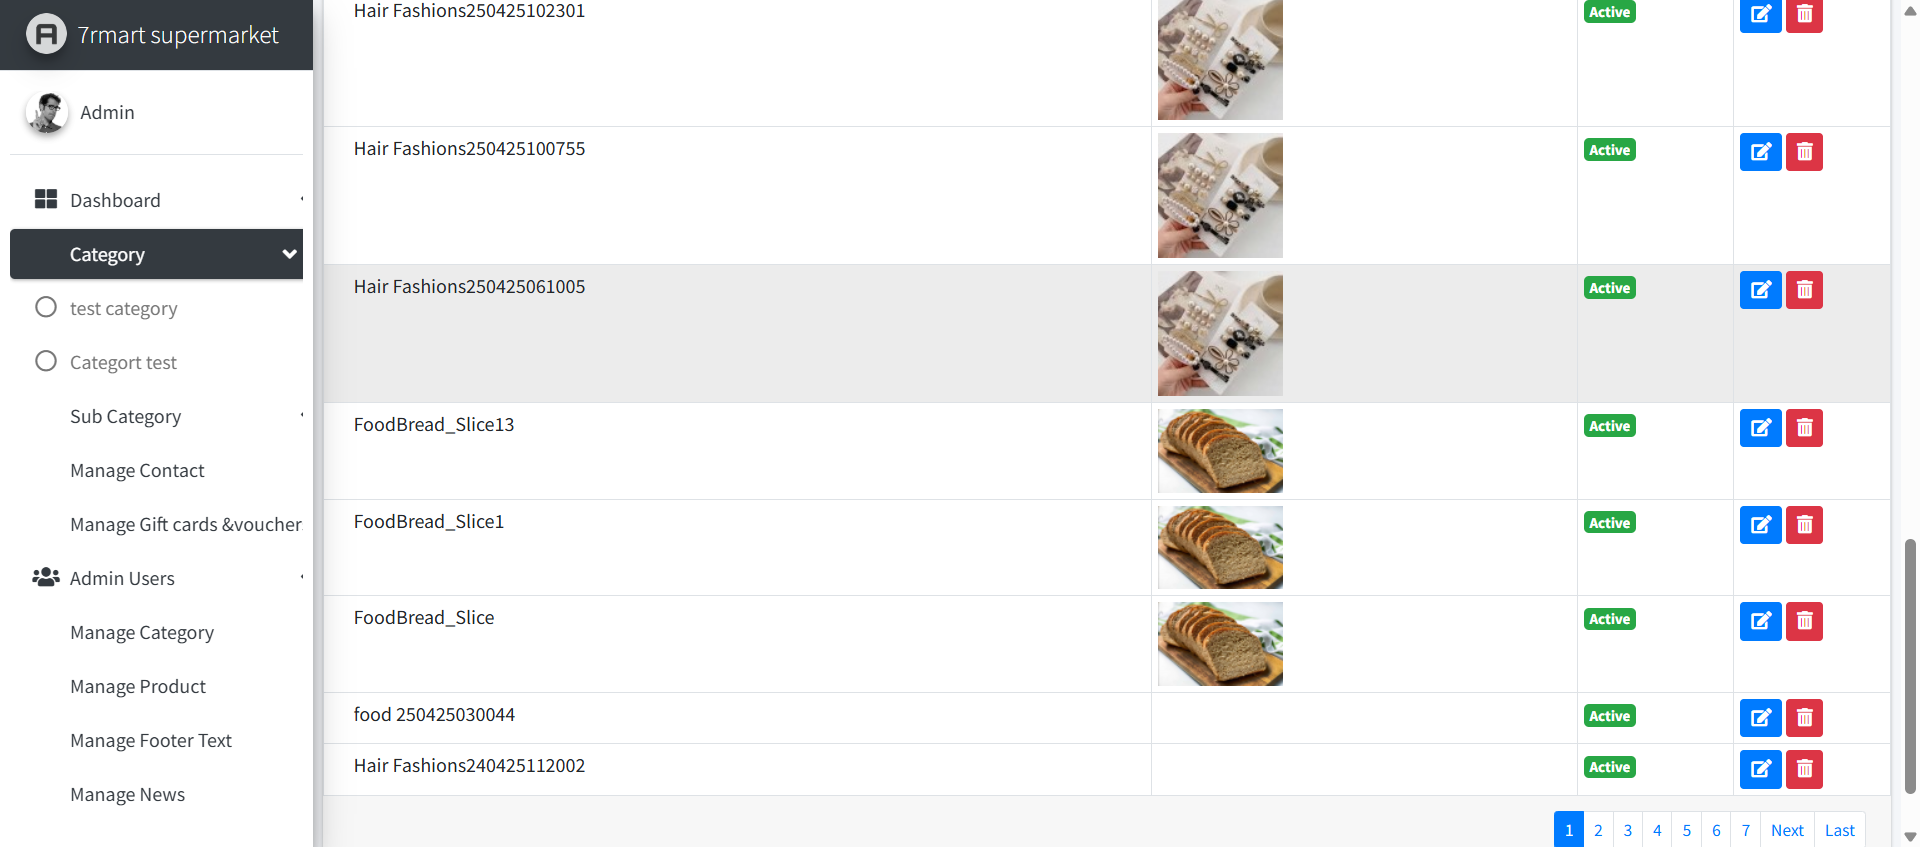 7rmart supermarket
Admin
Dashboard
Category
test category
Categort test
Sub Category
Manage Contact
Manage Gift cards &voucher
Admin Users
Manage Category
Manage Product
Manage Footer Text
Manage News
Hair Fashions250425102301 Active
Hair Fashions250425100755 Active
Hair Fashions250425061005 Active
FoodBread_Slice13 Active
FoodBread_Slice1 Active
FoodBread_Slice Active
food 250425030044 Active
Hair Fashions240425112002 Active
1 2 3 4 5 6 7 Next Last